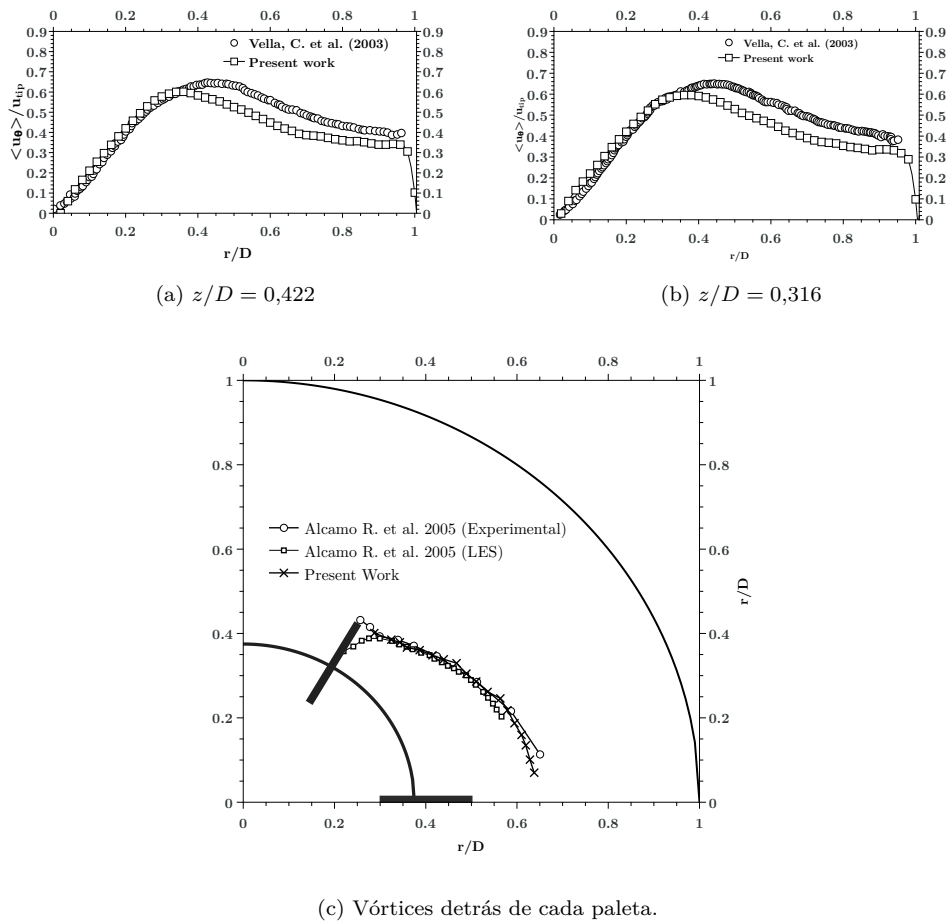 0 0.2 0.4 0.6 0.8 1
0.9
0.8
0.7
0.6
0.5
0.4
0.3
0.2
0.1
0
<uθ>/u_tip
Vella, C. et al. (2003)
Present work
0.9
0.8
0.7
0.6
0.5
0.4
0.3
0.2
0.1
0
0 0.2 0.4 0.6 0.8 1
r/D
(a) z/D = 0,422
0 0.2 0.4 0.6 0.8 1
0.9
0.8
0.7
0.6
0.5
0.4
0.3
0.2
0.1
0
<uθ>/u_tip
Vella, C. et al. (2003)
Present work
0.9
0.8
0.7
0.6
0.5
0.4
0.3
0.2
0.1
0
0 0.2 0.4 0.6 0.8 1
r/D
(b) z/D = 0,316
0 0.2 0.4 0.6 0.8 1
1
0.8
0.6
0.4
0.2
0
Alcamo R. et al. 2005 (Experimental)
Alcamo R. et al. 2005 (LES)
Present Work
1
0.8
0.6
0.4
0.2
0
r/D
0 0.2 0.4 0.6 0.8 1
r/D
(c) Vórtices detrás de cada paleta.